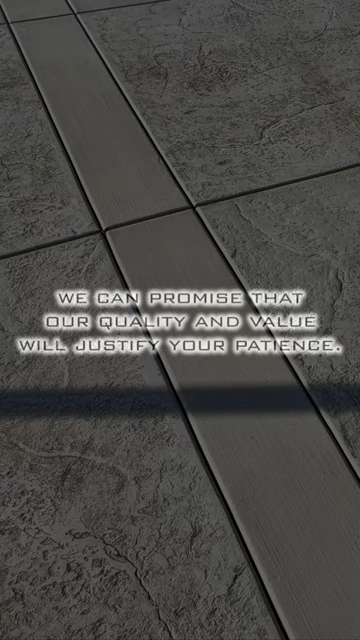 WE CAN PROMISE THAT
OUR QUALITY AND VALUE
WILL JUSTIFY YOUR PATIENCE.